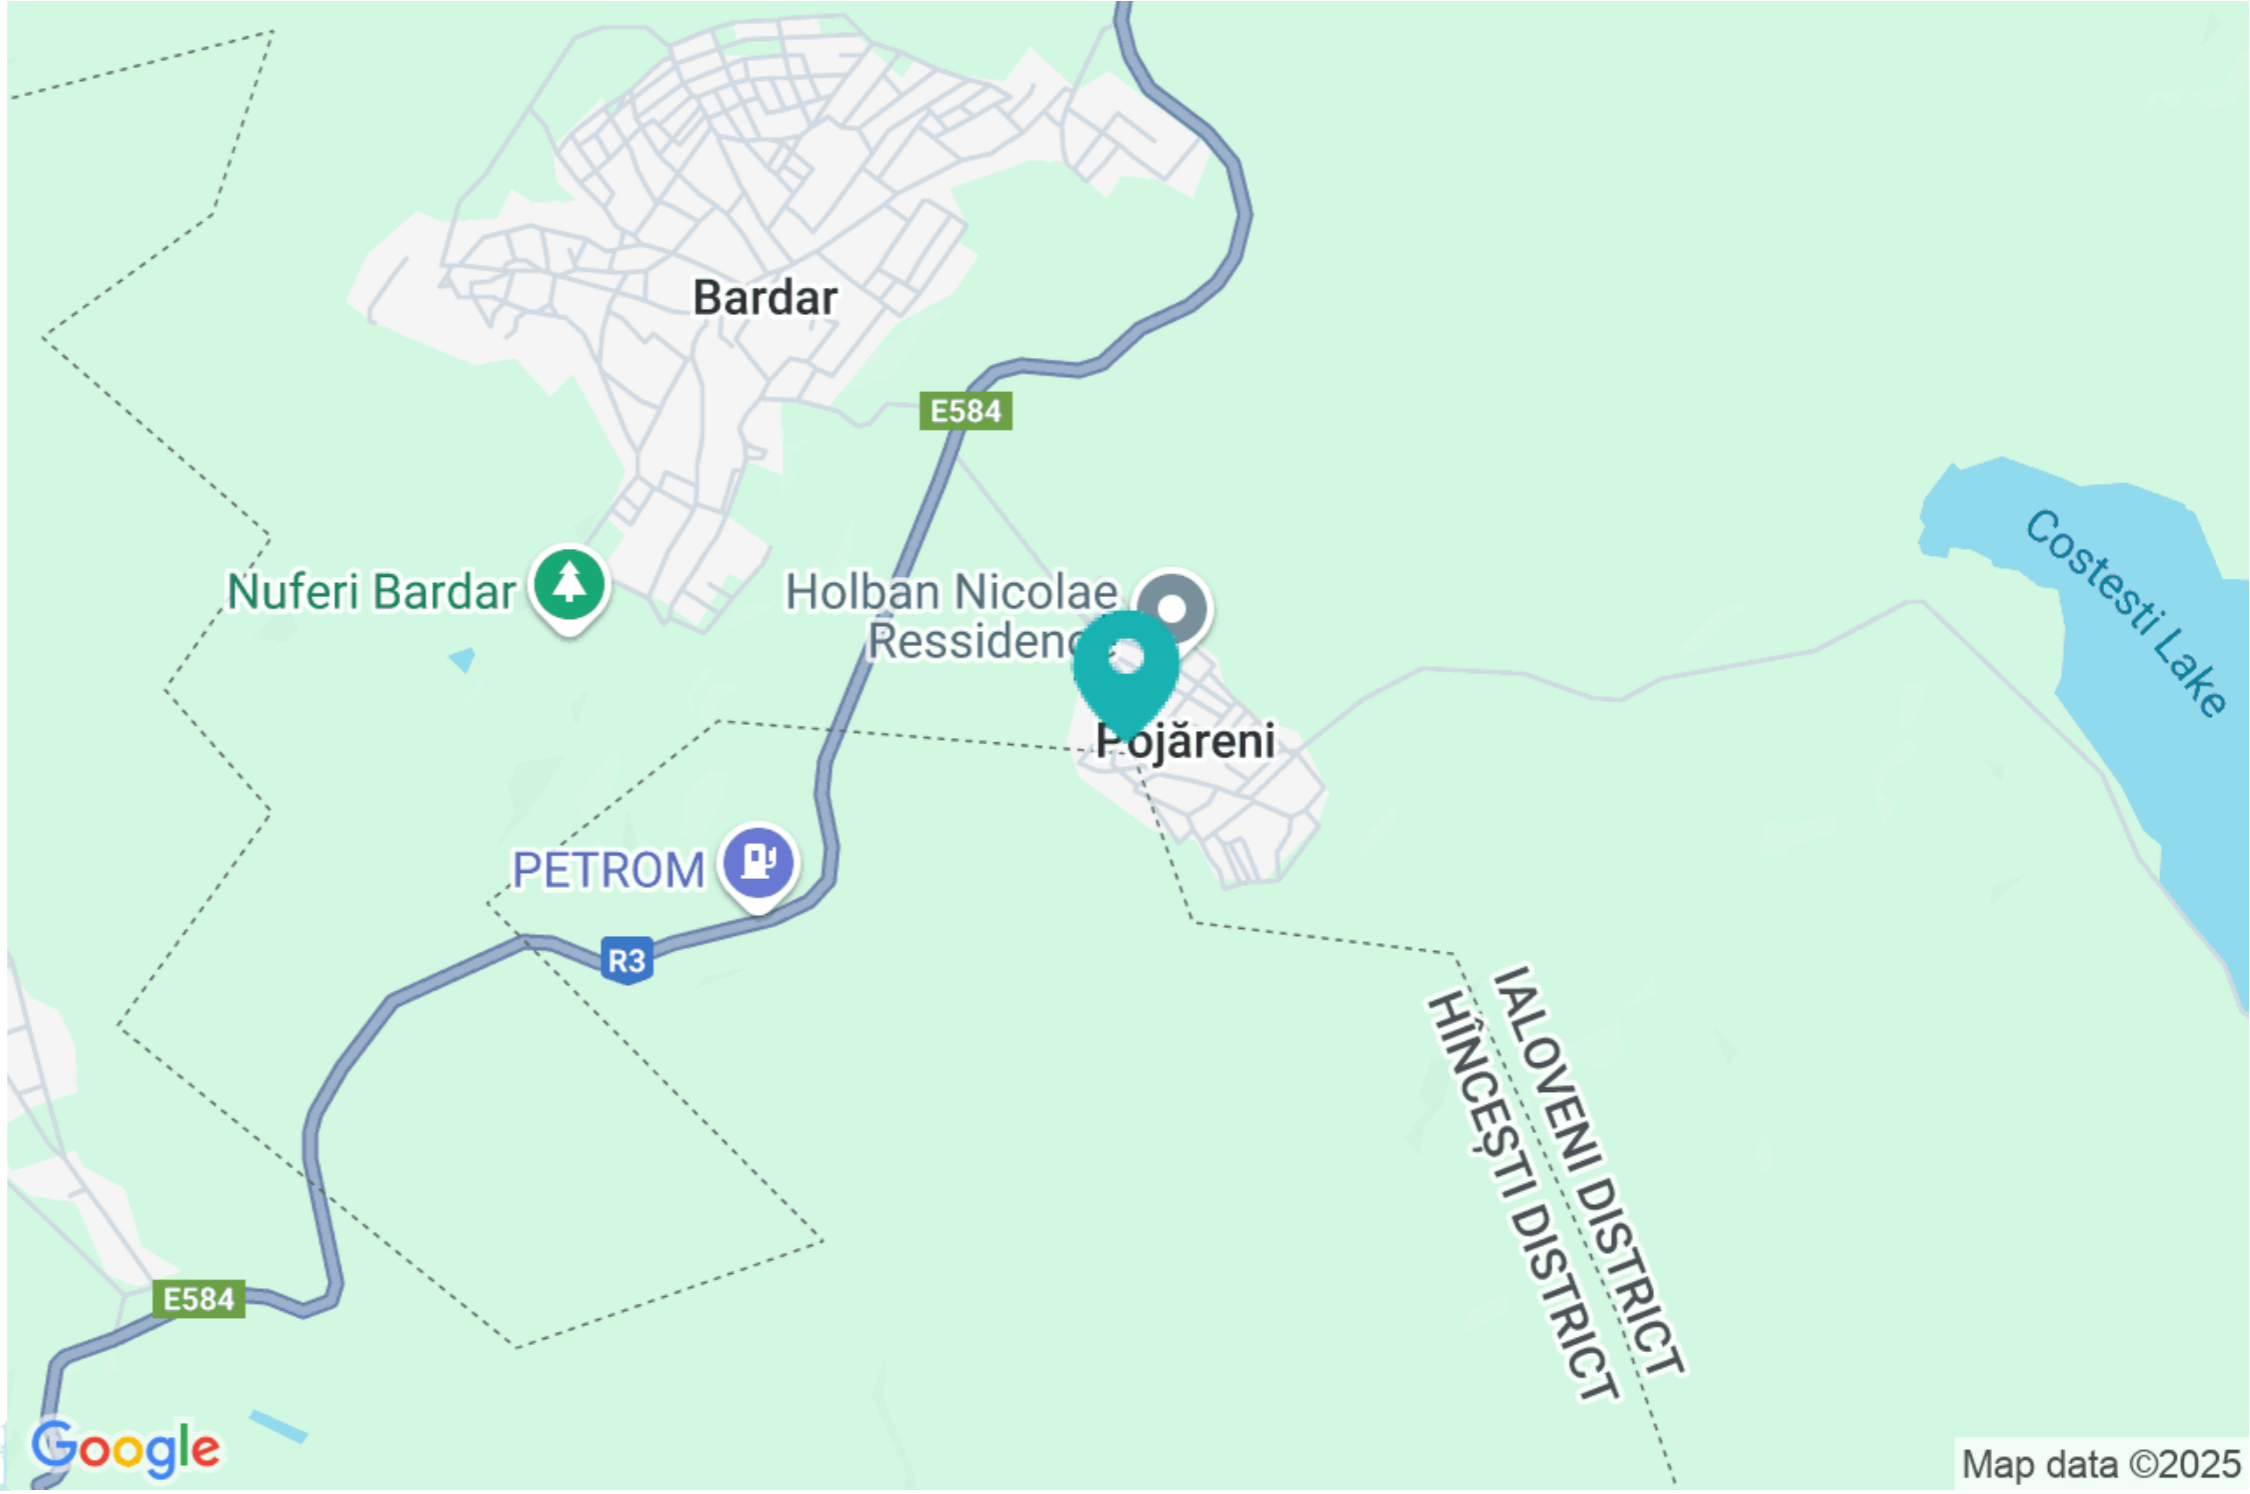 Bardar
E584
Nuferi Bardar
Holban Nicolae
Ressidence
Costesti Lake
Pojăreni
PETROM
R3
IALOVENI DISTRICT
HÎNCEȘTI DISTRICT
E584
Google
Map data ©2025